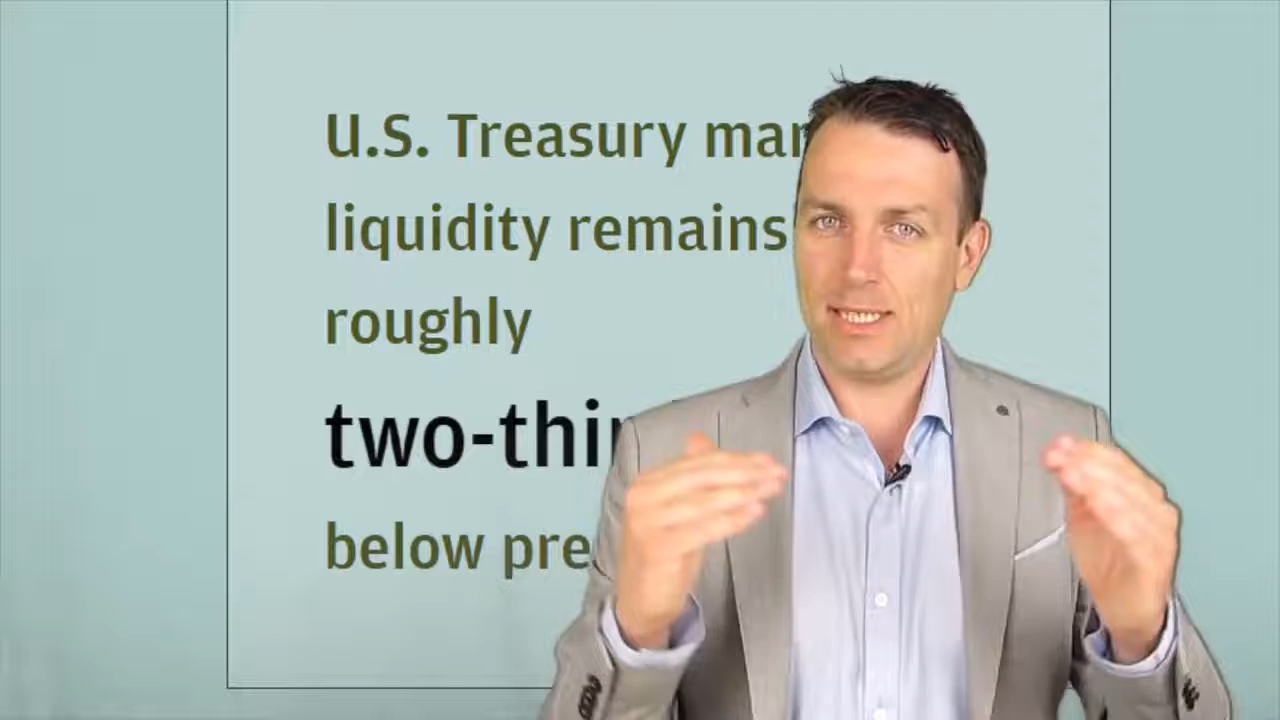 U.S. Treasury mar
liquidity remains
roughly
two-thir
below pre